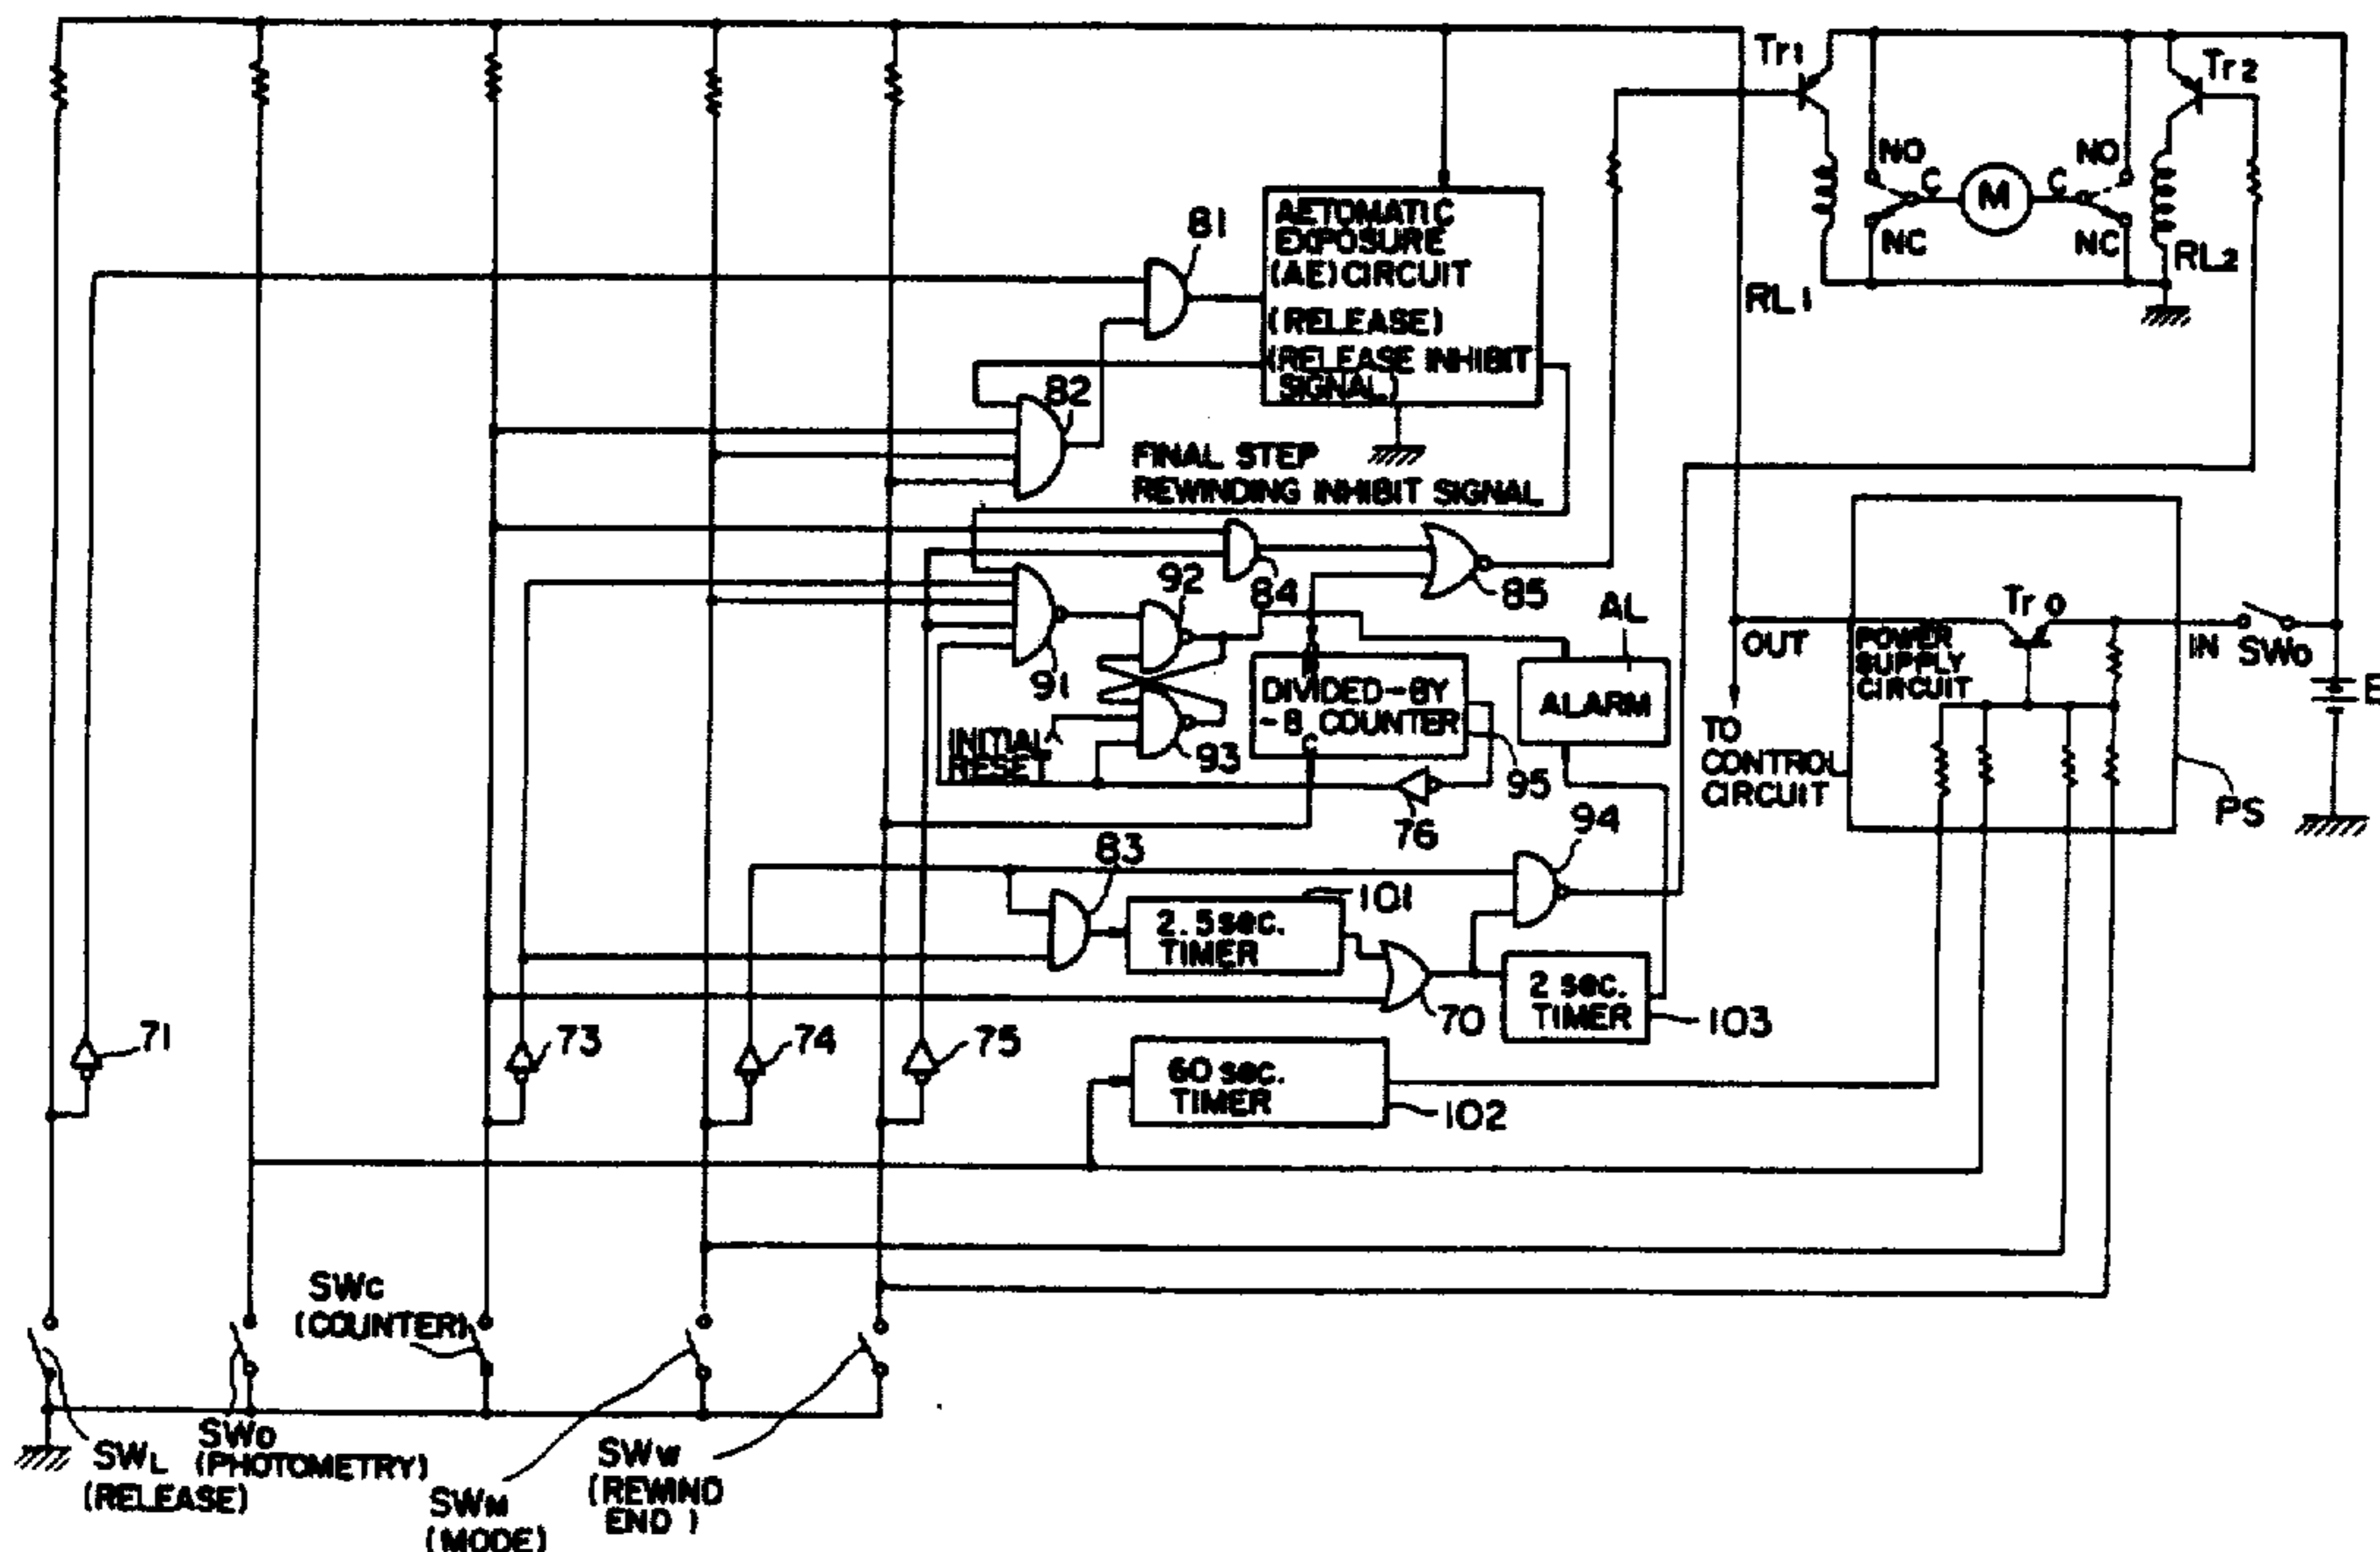 Tr1
Tr2
NO
C
M
C
NO
NC
NC
RL1
RL2
81
AETOMATIC
EXPOSURE
(AE) CIRCUIT
(RELEASE)
(RELEASE INHIBIT
SIGNAL)
82
FINAL STEP
REWINDING INHIBIT SIGNAL
84
85
91
92
93
INITIAL
RESET
DIVIDED-BY
-8 COUNTER
C
95
AL
ALARM
76
OUT
TO
CONTROL
CIRCUIT
POWER
SUPPLY
CIRCUIT
Tr0
IN
SW0
E
PS
83
94
2.5 sec.
TIMER
101
70
2 sec.
TIMER
103
71
73
74
75
60 sec.
TIMER
102
SWC
(COUNTER)
SWL
(RELEASE)
SWD
(PHOTOMETRY)
SWM
(MODE)
SWW
(REWIND
END)